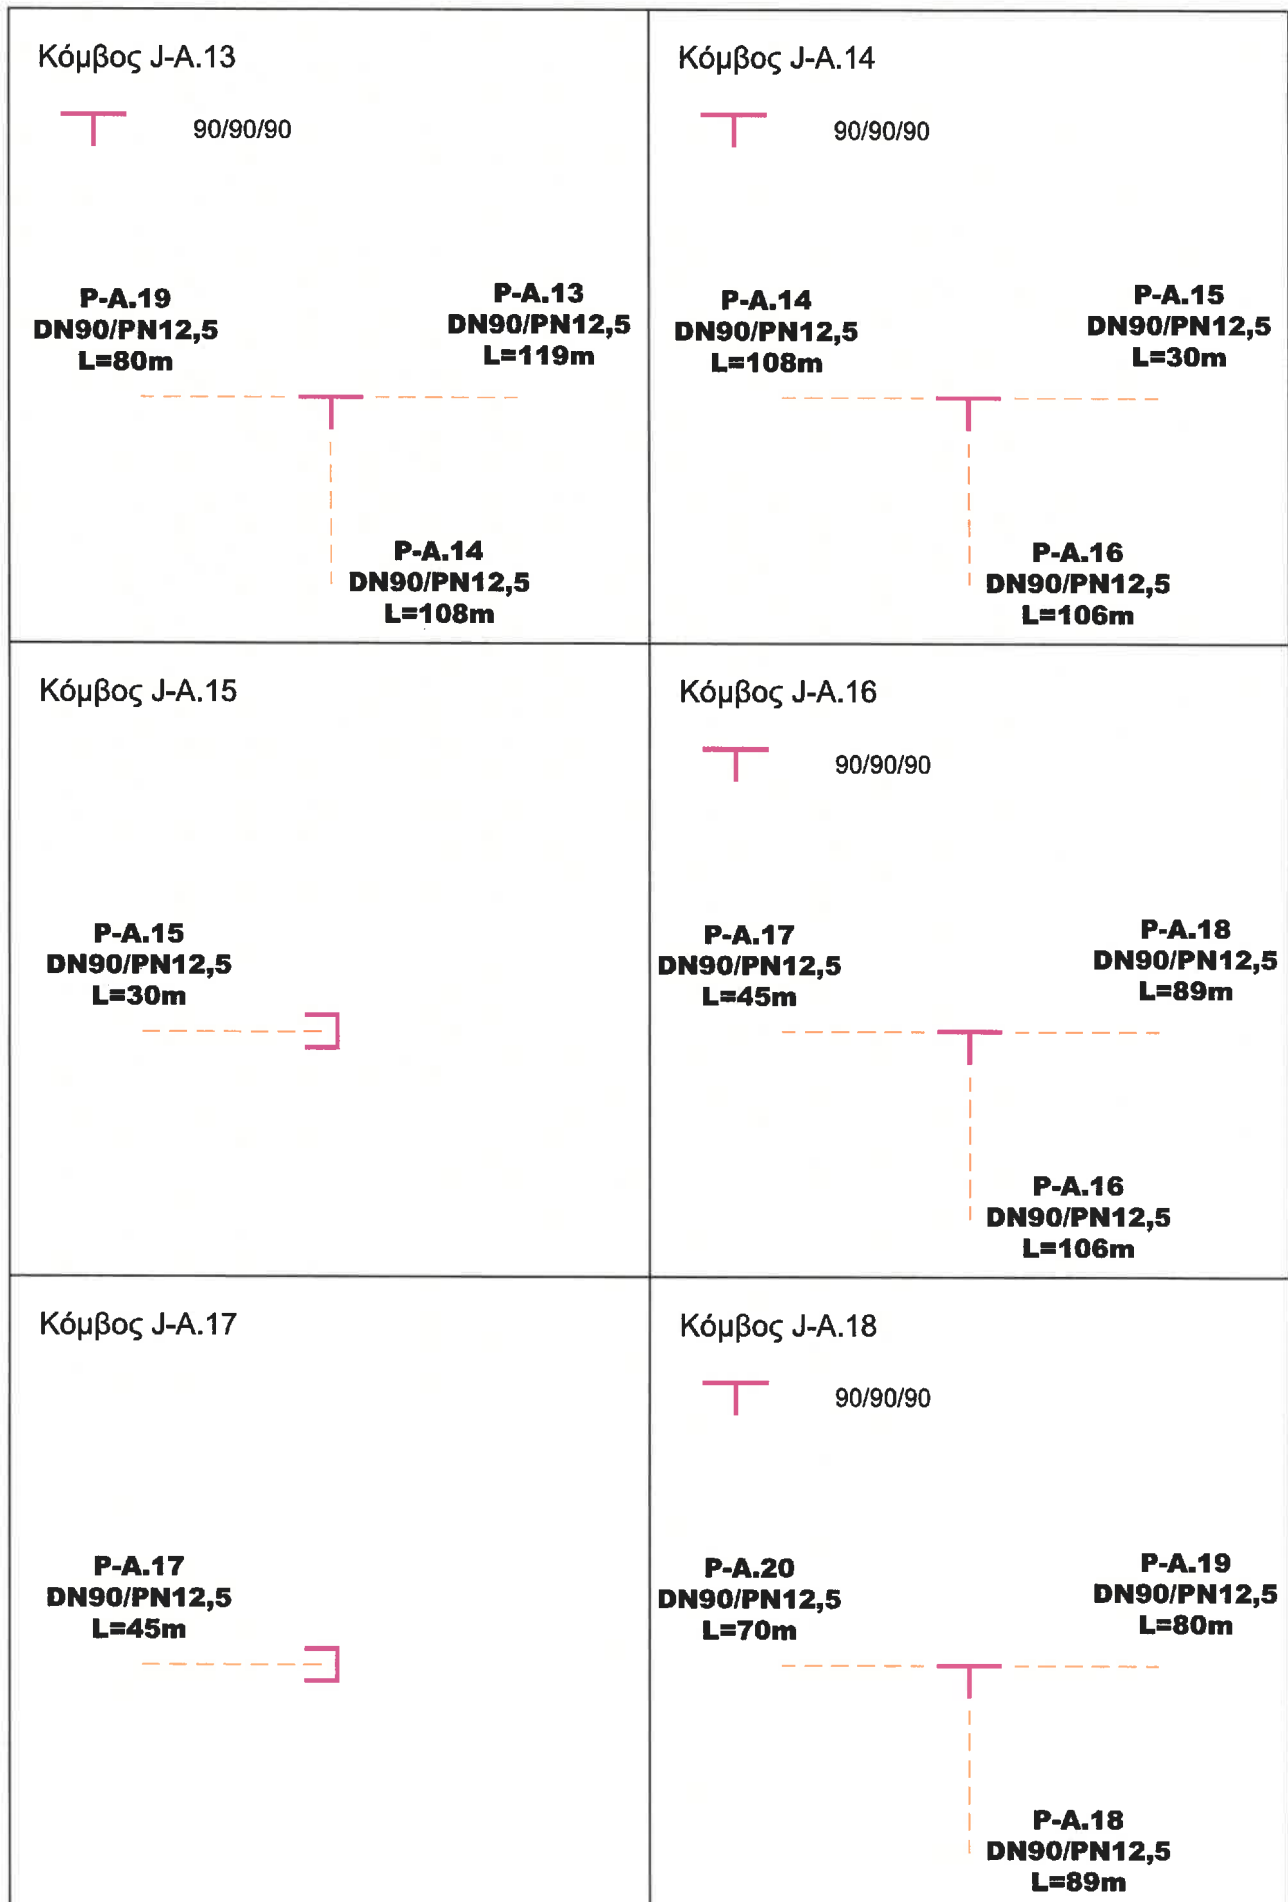 Κόμβος J-A.13
90/90/90
P-A.19
DN90/PN12,5
L=80m
P-A.13
DN90/PN12,5
L=119m
P-A.14
DN90/PN12,5
L=108m
Κόμβος J-A.14
90/90/90
P-A.14
DN90/PN12,5
L=108m
P-A.15
DN90/PN12,5
L=30m
P-A.16
DN90/PN12,5
L=106m
Κόμβος J-A.15
P-A.15
DN90/PN12,5
L=30m
Κόμβος J-A.16
90/90/90
P-A.17
DN90/PN12,5
L=45m
P-A.18
DN90/PN12,5
L=89m
P-A.16
DN90/PN12,5
L=106m
Κόμβος J-A.17
P-A.17
DN90/PN12,5
L=45m
Κόμβος J-A.18
90/90/90
P-A.20
DN90/PN12,5
L=70m
P-A.19
DN90/PN12,5
L=80m
P-A.18
DN90/PN12,5
L=89m